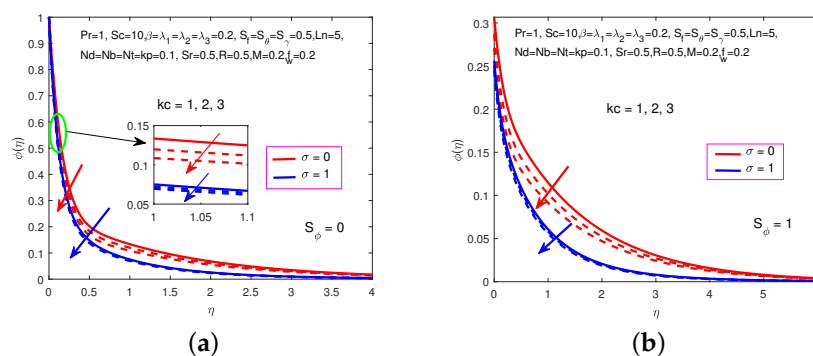 Pr=1, Sc=10,β=λ1=λ2=λ3=0.2, Sf=Sθ=Sγ=0.5,Ln=5,
Nd=Nb=Nt=kp=0.1, Sr=0.5,R=0.5,M=0.2,fw=0.2
kc = 1, 2, 3
σ = 0
σ = 1
Sϕ = 0
ϕ(η)
1
0.9
0.8
0.7
0.6
0.5
0.4
0.3
0.2
0.1
0
0 0.5 1 1.5 2 2.5 3 3.5 4
η
0.15
0.1
0.05
1 1.05 1.1
(a)
Pr=1, Sc=10,β=λ1=λ2=λ3=0.2, Sf=Sθ=Sγ=0.5,Ln=5,
Nd=Nb=Nt=kp=0.1, Sr=0.5,R=0.5,M=0.2,fw=0.2
kc = 1, 2, 3
σ = 0
σ = 1
Sϕ = 1
ϕ(η)
0.3
0.25
0.2
0.15
0.1
0.05
0
0 1 2 3 4 5
η
(b)